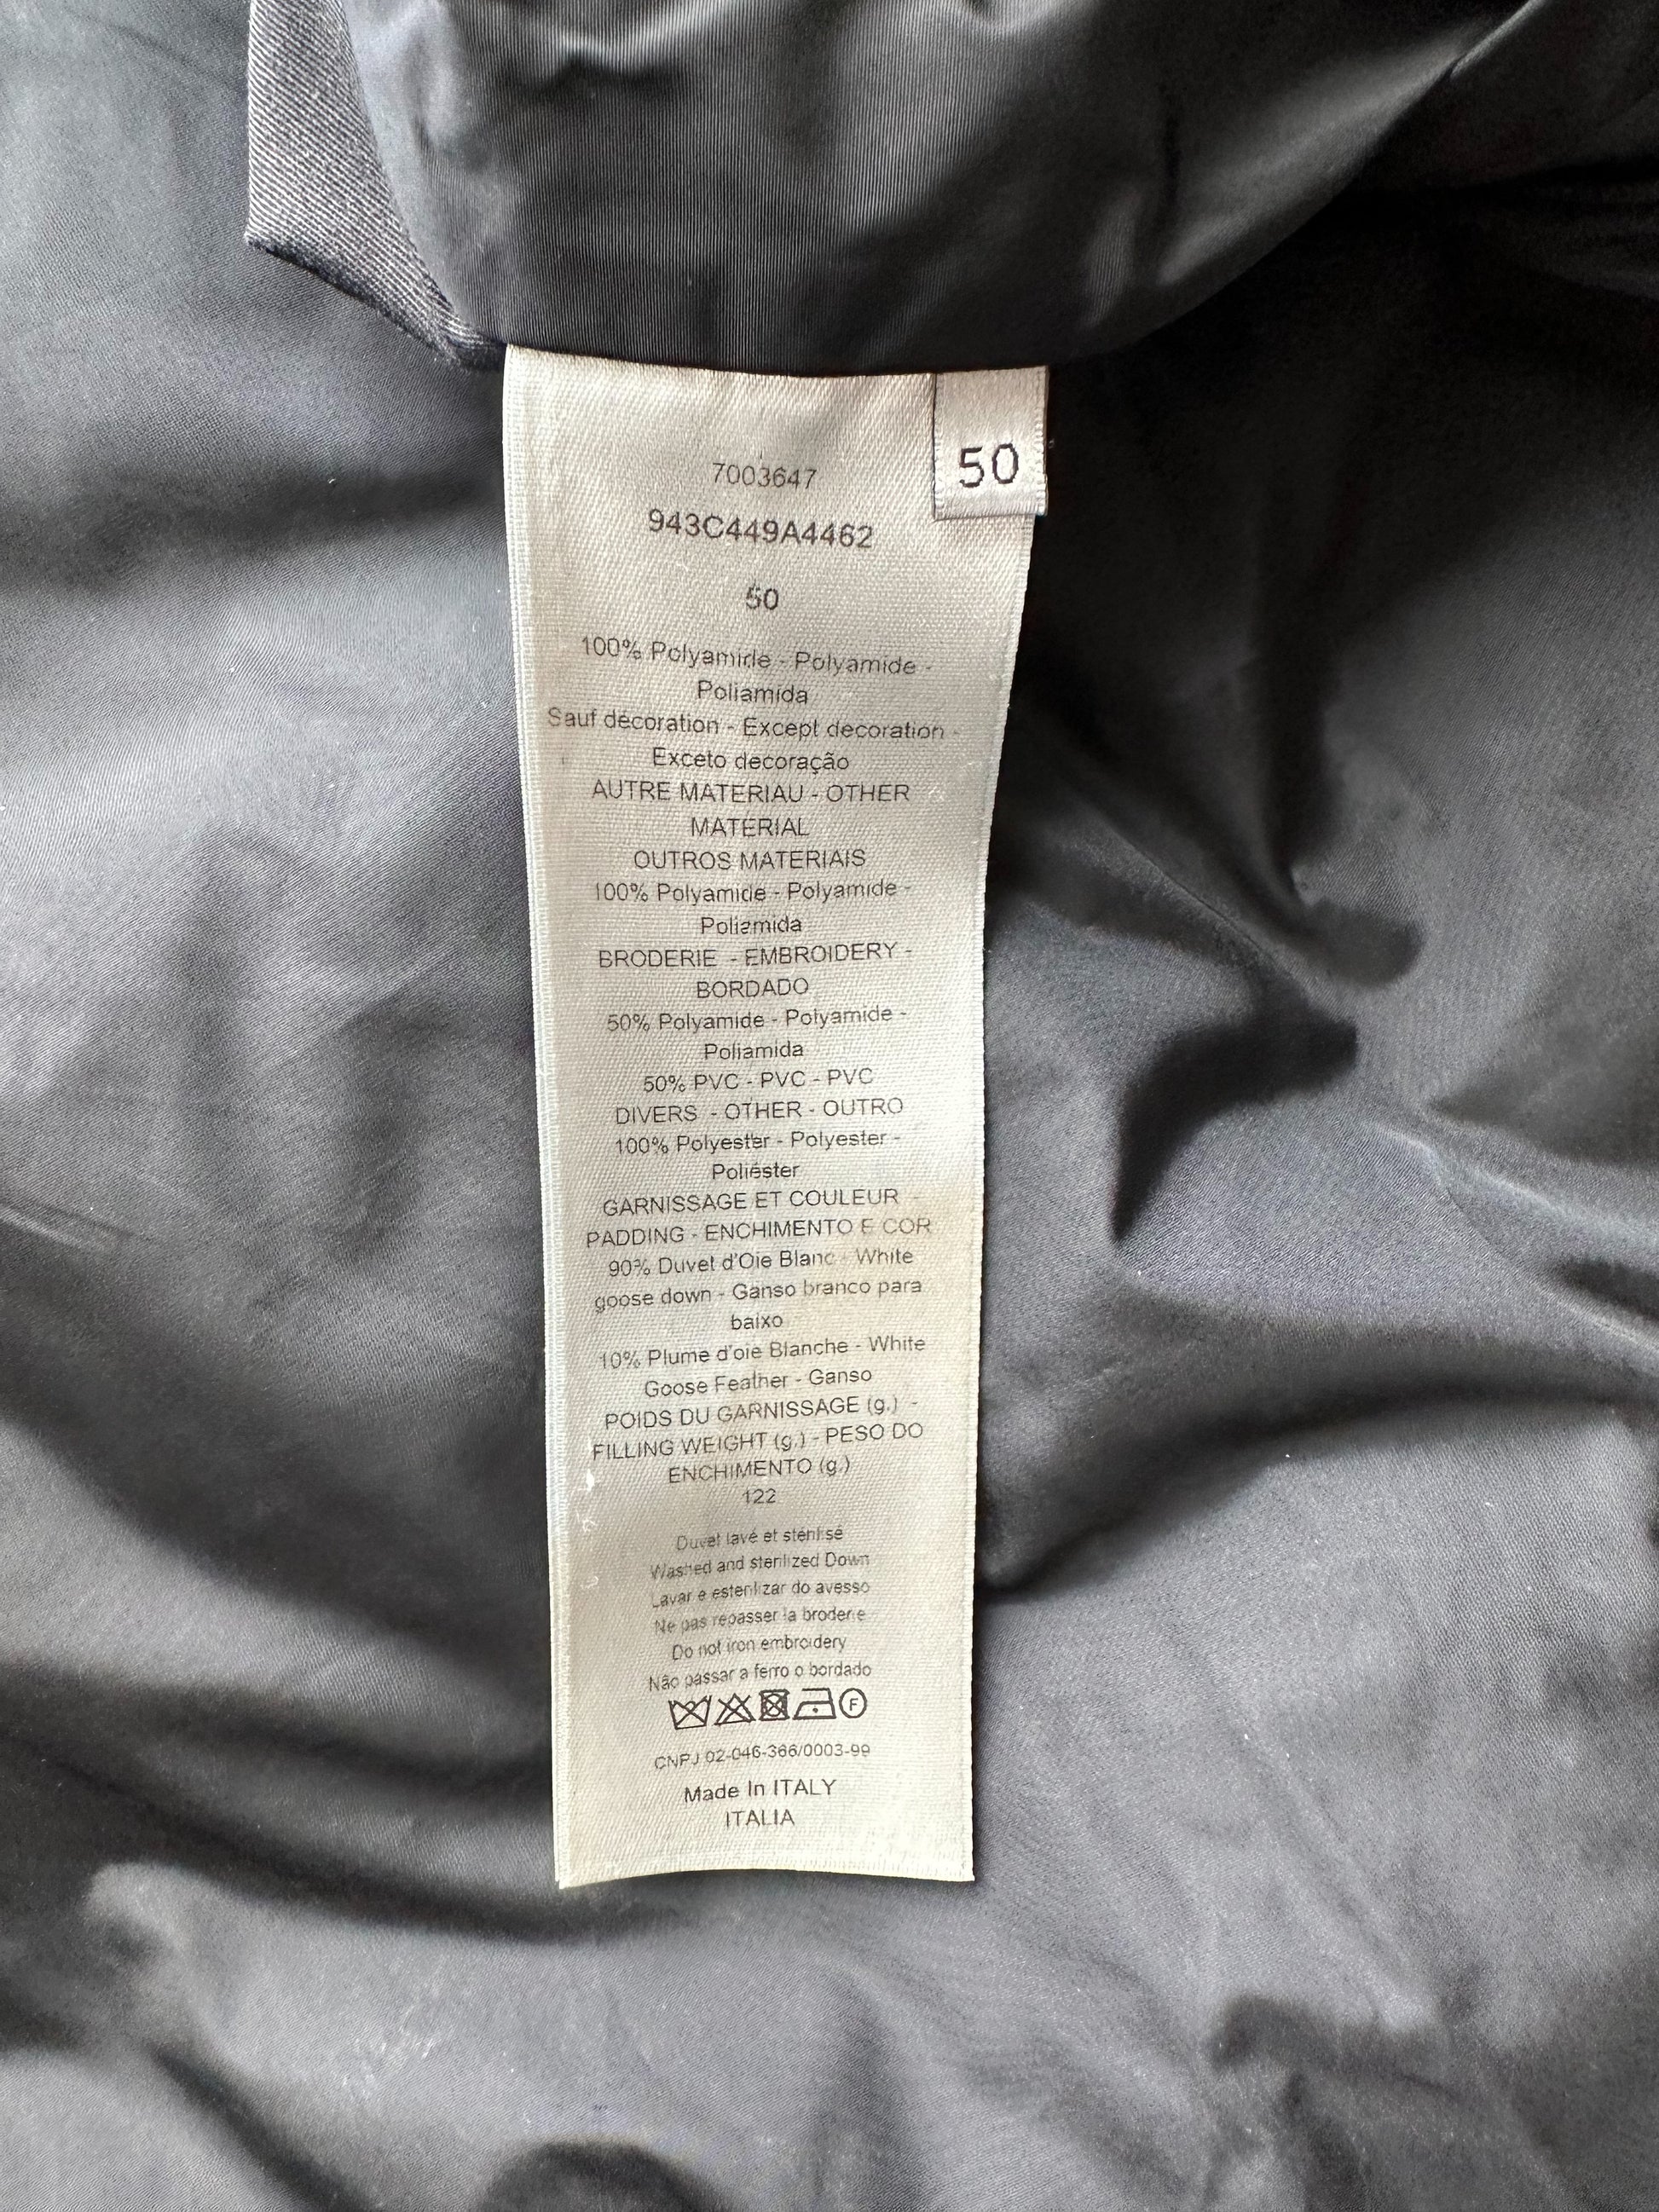 50
7003647
943C449A4462
50
100% Polyamide - Polyamide -
Poliamida
Sauf décoration - Except decoration -
Exceto decoração
AUTRE MATERIAU - OTHER
MATERIAL
OUTROS MATERIAIS
100% Polyamide - Polyamide -
Poliamida
BRODERIE - EMBROIDERY -
BORDADO
50% Polyamide - Polyamide -
Poliamida
50% PVC - PVC - PVC
DIVERS - OTHER - OUTRO
100% Polyester - Polyester -
Poliéster
GARNISSAGE ET COULEUR -
PADDING - ENCHIMENTO E COR
90% Duvet d'Oie Blanc - White
goose down - Ganso branco para
baixo
10% Plume d'oie Blanche - White
Goose Feather - Ganso
POIDS DU GARNISSAGE (g.) -
FILLING WEIGHT (g.) - PESO DO
ENCHIMENTO (g.)
122
Duvet lavé et stérilisé
Washed and sterilized Down
Lavar e esterilizar do avesso
Ne pas repasser la broderie
Do not iron embroidery
Não passar a ferro o bordado
F
CNPJ 02-046-366/0003-99
Made In ITALY
ITALIA